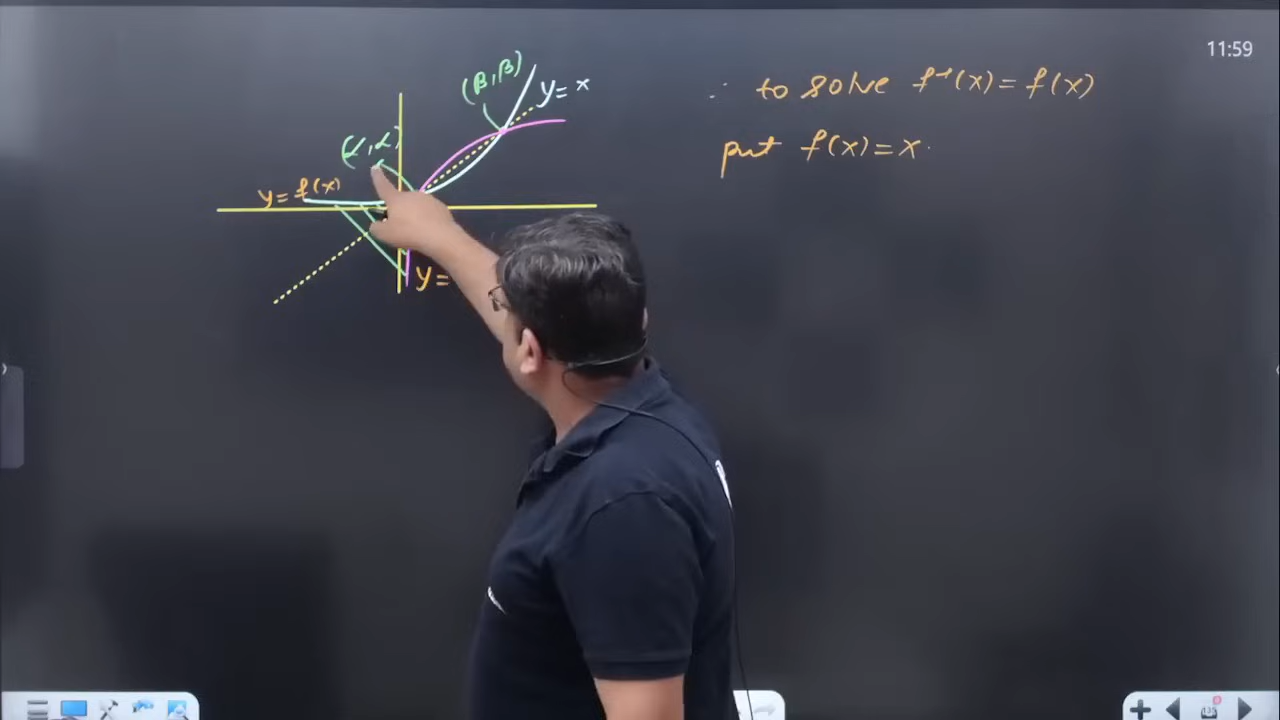 11:59
(β,β)
y= x
∴ to solve f⁻¹(x)= f(x)
(α,α)
put f(x)=x.
y= f(x)
y=